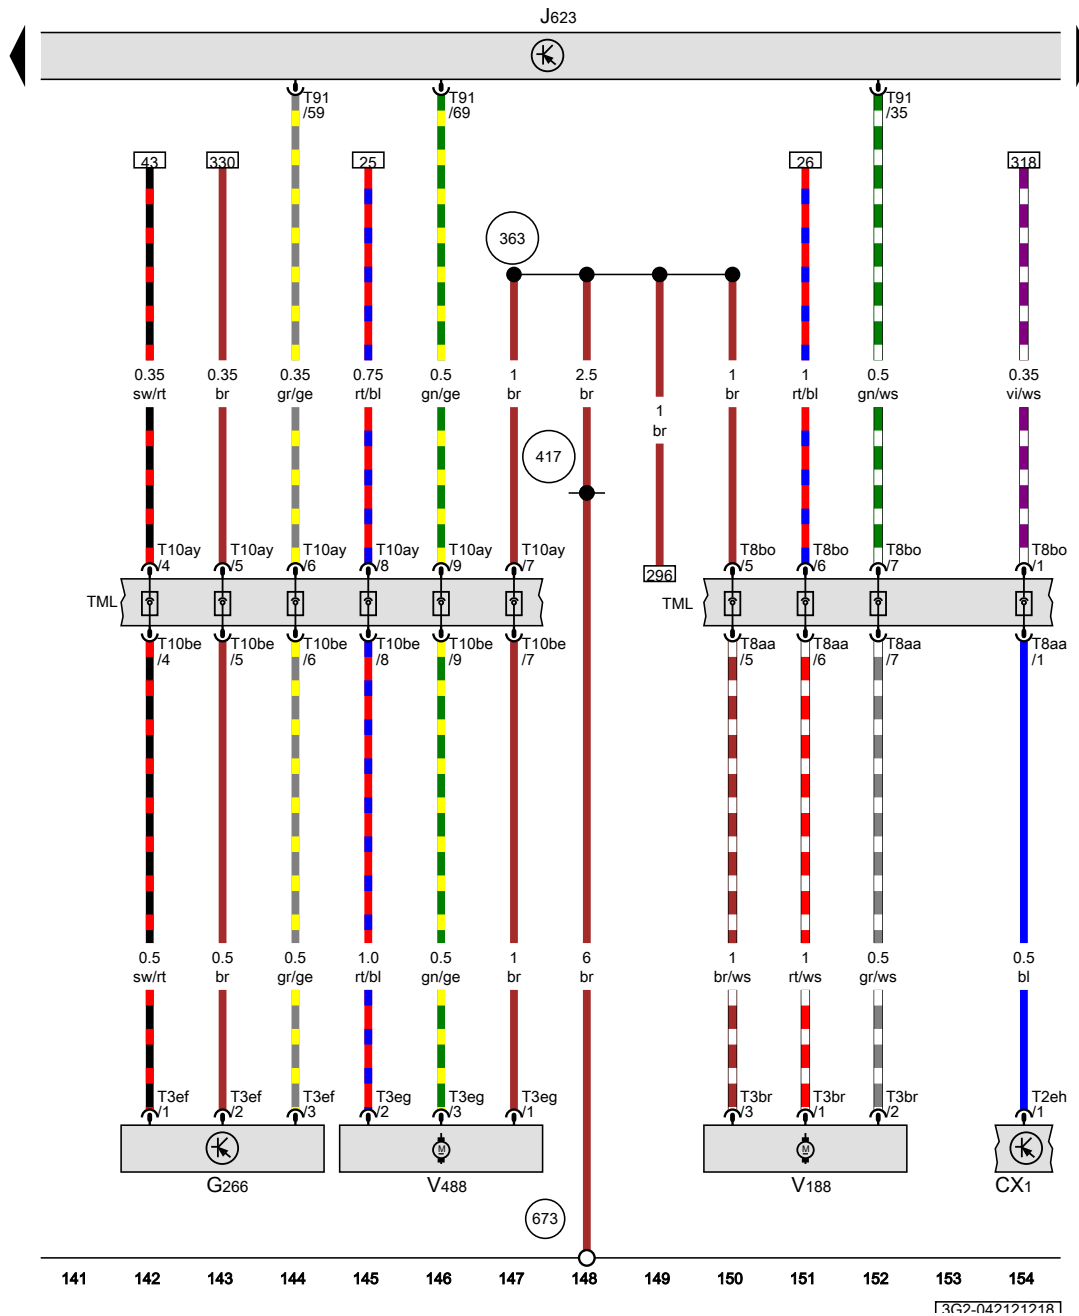 J623
T91 T91 T91
/59 /69 /35
43 330 25 26 318
363
0.35 0.35 0.35 0.75 0.5 1 2.5 1 1 0.5 0.35
sw/rt br gr/ge rt/bl gn/ge br br br rt/bl gn/ws vi/ws
1
br
417
T10ay T10ay T10ay T10ay T10ay T10ay T8bo T8bo T8bo T8bo
/4 /5 /6 /8 /9 /7 /5 /6 /7 /1
296
TML TML
T10be T10be T10be T10be T10be T10be T8aa T8aa T8aa T8aa
/4 /5 /6 /8 /9 /7 /5 /6 /7 /1
0.5 0.5 0.5 1.0 0.5 1 6 1 1 0.5 0.5
sw/rt br gr/ge rt/bl gn/ge br br br/ws rt/ws gr/ws bl
T3ef T3ef T3ef T3eg T3eg T3eg T3br T3br T3br T2eh
/1 /2 /3 /2 /3 /1 /3 /1 /2 /1
M M
G266 V488 V188 CX1
673
141 142 143 144 145 146 147 148 149 150 151 152 153 154
3G2-042121218